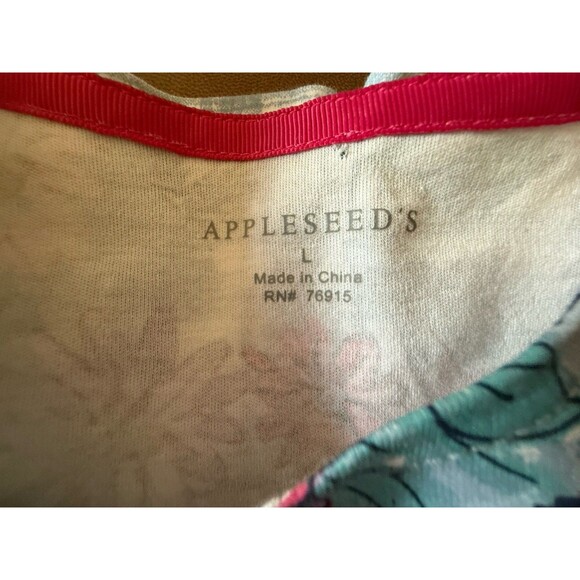 APPLESEED'S
L
Made in China
RN# 76915